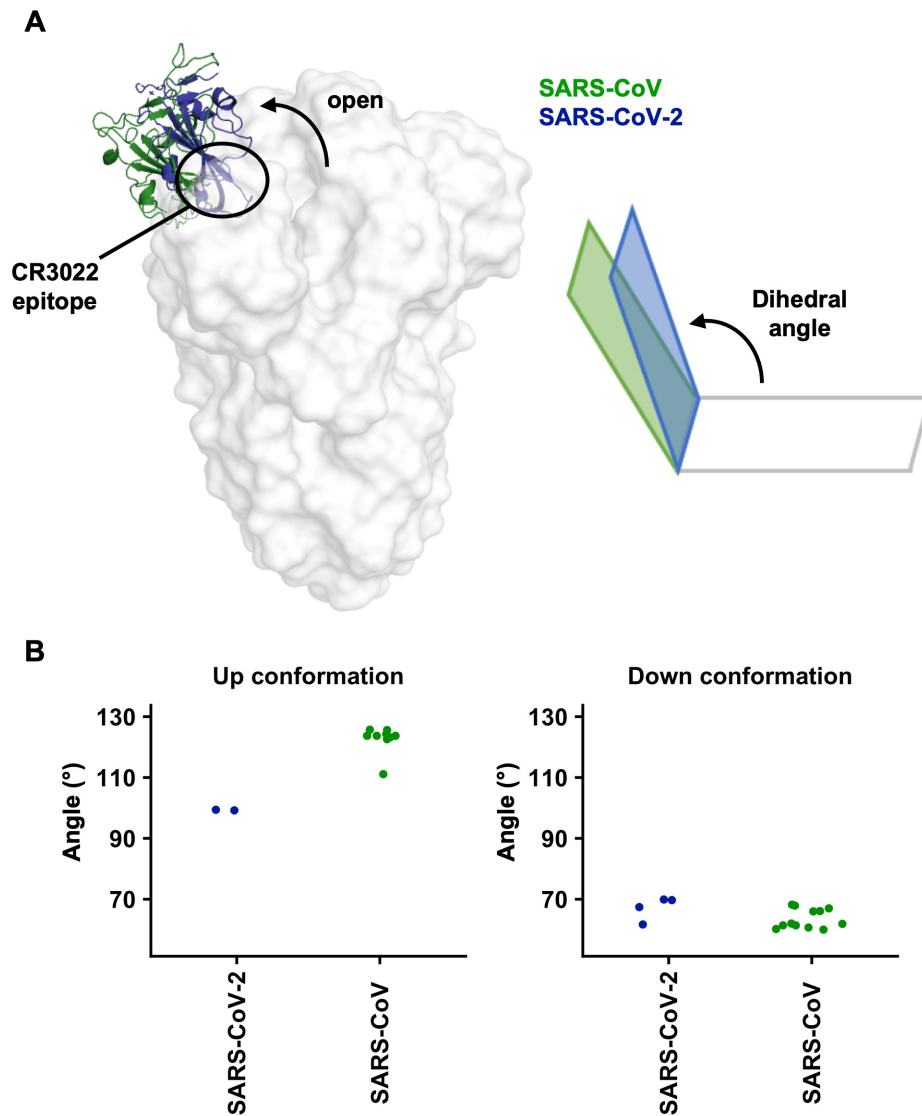 A
open
SARS-CoV
SARS-CoV-2
CR3022
epitope
Dihedral
angle
B
Up conformation
Angle (°)
130
110
90
70
SARS-CoV-2
SARS-CoV
Down conformation
Angle (°)
130
110
90
70
SARS-CoV-2
SARS-CoV